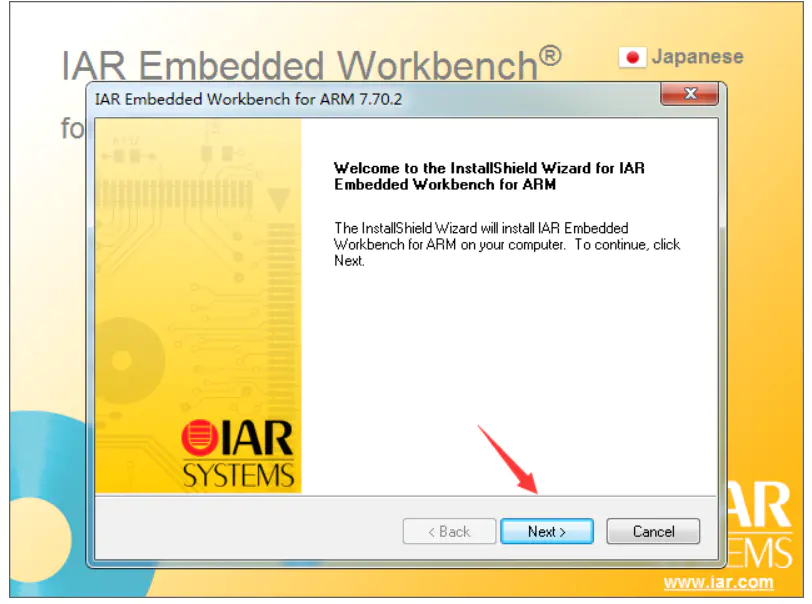 IAR Embedded Workbench®
Japanese
IAR Embedded Workbench for ARM 7.70.2
fo
Welcome to the InstallShield Wizard for IAR
Embedded Workbench for ARM
The InstallShield Wizard will install IAR Embedded
Workbench for ARM on your computer. To continue, click
Next.
IAR
SYSTEMS
< Back
Next >
Cancel
AR
EMS
www.iar.com